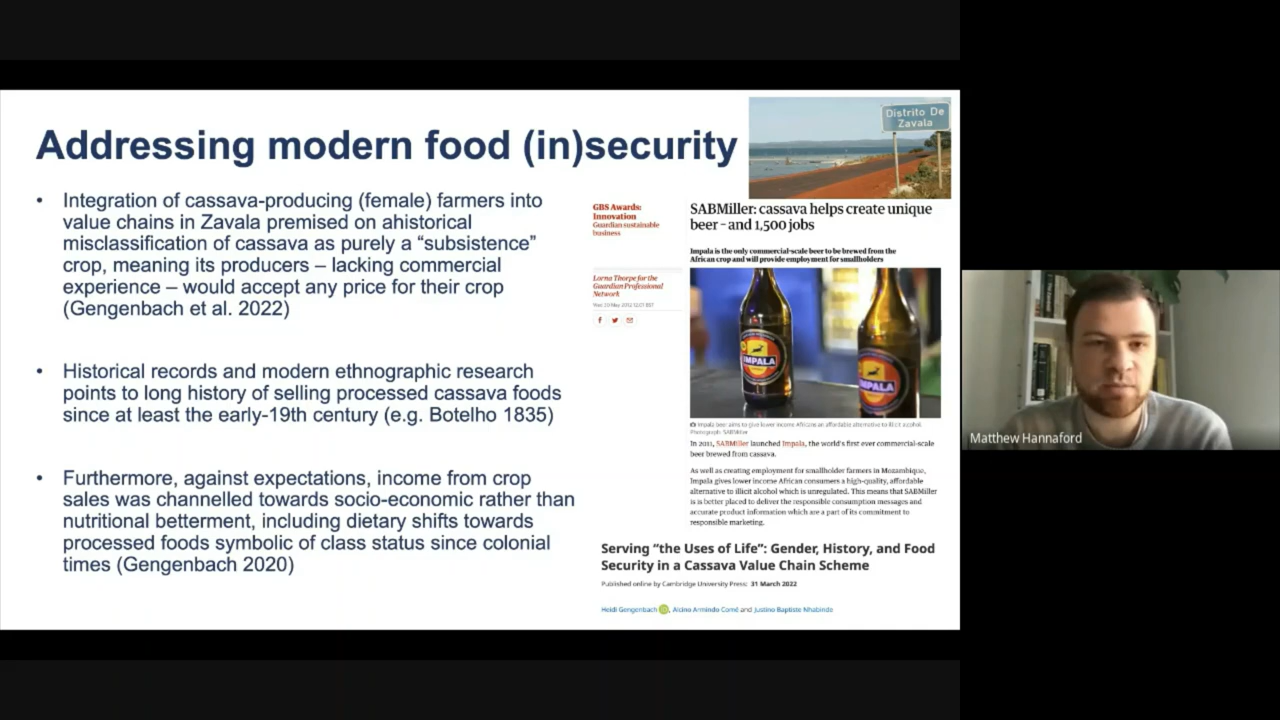 Addressing modern food (in)security
Distrito De
Zavala
• Integration of cassava-producing (female) farmers into
value chains in Zavala premised on ahistorical
misclassification of cassava as purely a “subsistence”
crop, meaning its producers – lacking commercial
experience – would accept any price for their crop
(Gengenbach et al. 2022)
• Historical records and modern ethnographic research
points to long history of selling processed cassava foods
since at least the early-19th century (e.g. Botelho 1835)
• Furthermore, against expectations, income from crop
sales was channelled towards socio-economic rather than
nutritional betterment, including dietary shifts towards
processed foods symbolic of class status since colonial
times (Gengenbach 2020)
GBS Awards:
Innovation
Guardian sustainable
business
Lorna Thorpe for the
Guardian Professional
Network
SABMiller: cassava helps create unique
beer – and 1,500 jobs
Impala is the only commercial-scale beer to be brewed from the
African crop and will provide employment for smallholders
IMPALA
IMPALA
Impala beer aims to give lower income Africans an affordable alternative to illicit alcohol.
Photograph: SABMiller
In 2011, SABMiller launched Impala, the world's first ever commercial-scale
beer brewed from cassava.
As well as creating employment for smallholder farmers in Mozambique,
Impala gives lower income African consumers a high-quality, affordable
alternative to illicit alcohol which is unregulated. This means that SABMiller
is is better placed to deliver the responsible consumption messages and
accurate product information which are a part of its commitment to
responsible marketing.
Serving “the Uses of Life”: Gender, History, and Food
Security in a Cassava Value Chain Scheme
Published online by Cambridge University Press: 31 March 2022
Heidi Gengenbach, Alcino Armindo Comé and Justino Baptiste Nhabinde
Matthew Hannaford